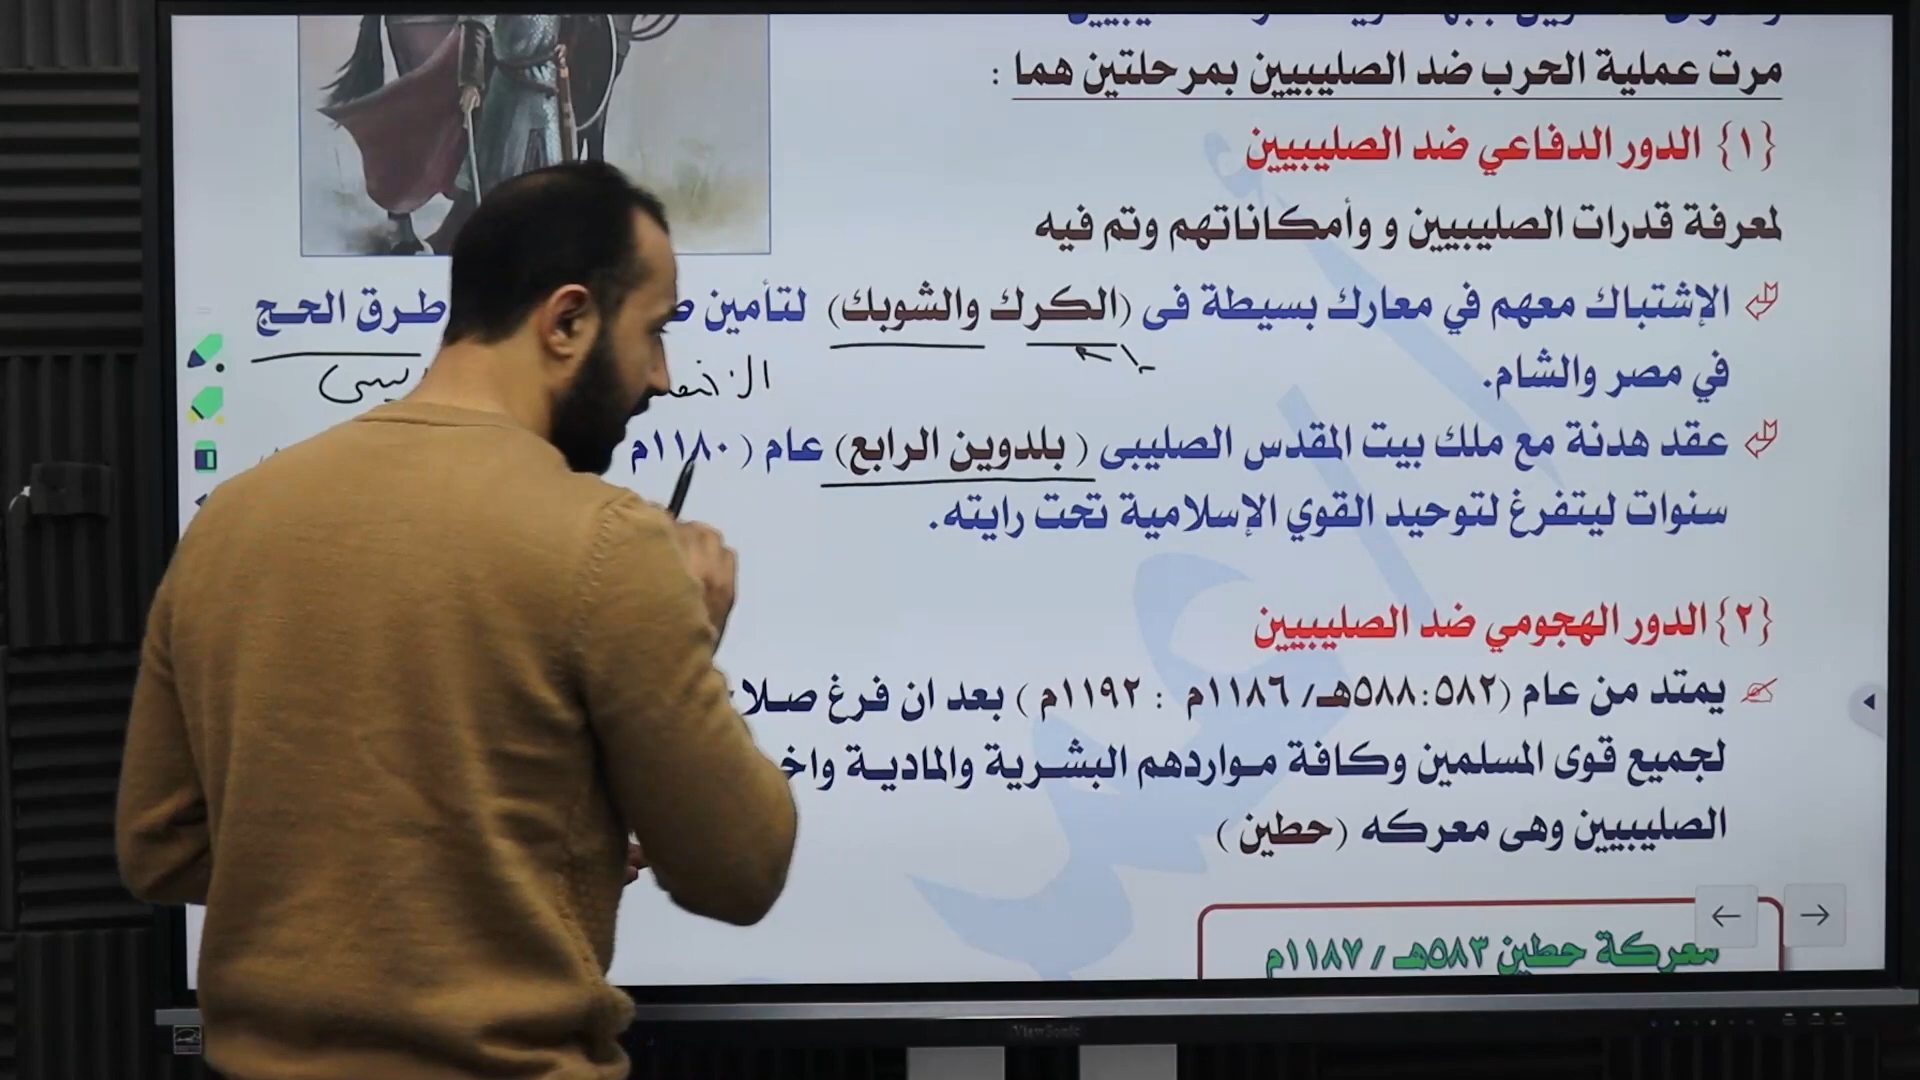 مرت عملية الحرب ضد الصليبيين بمرحلتين هما :
{١} الدور الدفاعي ضد الصليبيين
لمعرفة قدرات الصليبيين و وأمكاناتهم وتم فيه
الإشتباك معهم في معارك بسيطة فى (الكرك والشوبك) لتأمين طرق الحج
في مصر والشام.
عقد هدنة مع ملك بيت المقدس الصليبى ( بلدوين الرابع) عام ( ١١٨٠م
سنوات ليتفرغ لتوحيد القوي الإسلامية تحت رايته.
{٢} الدور الهجومي ضد الصليبيين
يمتد من عام (٥٨٢:٥٨٨هـ/ ١١٨٦م : ١١٩٢م ) بعد ان فرغ
لجميع قوى المسلمين وكافة مواردهم البشرية والمادية
الصليبيين وهى معركه (حطين )
معركة حطين ٥٨٣هـ / ١١٨٧م
ViewSonic